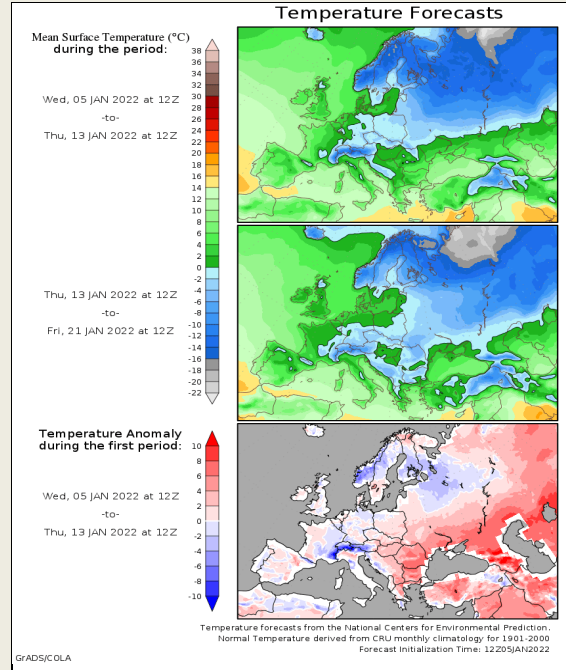 Temperature Forecasts
Mean Surface Temperature (°C)
during the period:
Wed, 05 JAN 2022 at 12Z
-to-
Thu, 13 JAN 2022 at 12Z
38
36
34
32
30
28
26
24
22
20
18
16
14
12
10
8
6
4
2
0
-2
-4
-6
-8
-10
-12
-14
-16
-18
-20
-22
Thu, 13 JAN 2022 at 12Z
-to-
Fri, 21 JAN 2022 at 12Z
Temperature Anomaly
during the first period:
Wed, 05 JAN 2022 at 12Z
-to-
Thu, 13 JAN 2022 at 12Z
10
8
6
4
2
0
-2
-4
-6
-8
-10
Temperature forecasts from the National Centers for Environmental Prediction.
Normal Temperature derived from CRU monthly climatology for 1901-2000
Forecast Initialization Time: 12Z05JAN2022
GrADS/COLA